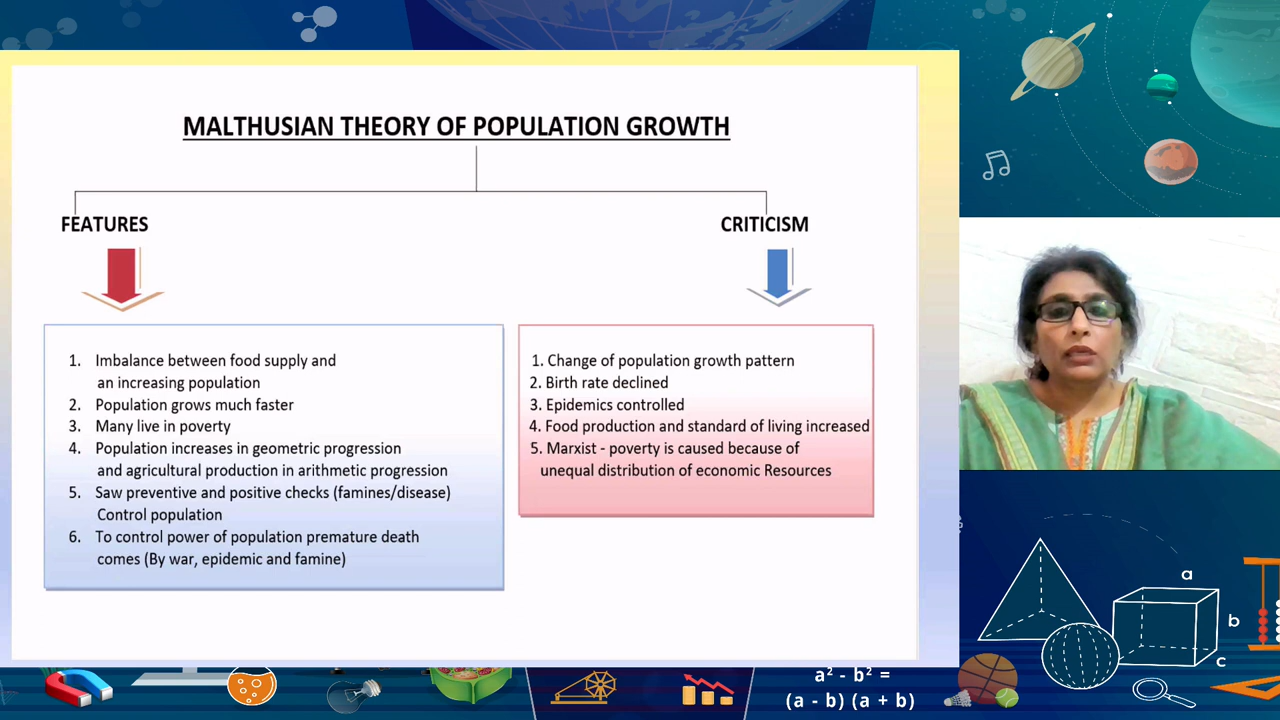 MALTHUSIAN THEORY OF POPULATION GROWTH
FEATURES
1. Imbalance between food supply and
an increasing population
2. Population grows much faster
3. Many live in poverty
4. Population increases in geometric progression
and agricultural production in arithmetic progression
5. Saw preventive and positive checks (famines/disease)
Control population
6. To control power of population premature death
comes (By war, epidemic and famine)
CRITICISM
1. Change of population growth pattern
2. Birth rate declined
3. Epidemics controlled
4. Food production and standard of living increased
5. Marxist - poverty is caused because of
unequal distribution of economic Resources
a
b
c
a² - b² =
(a - b) (a + b)